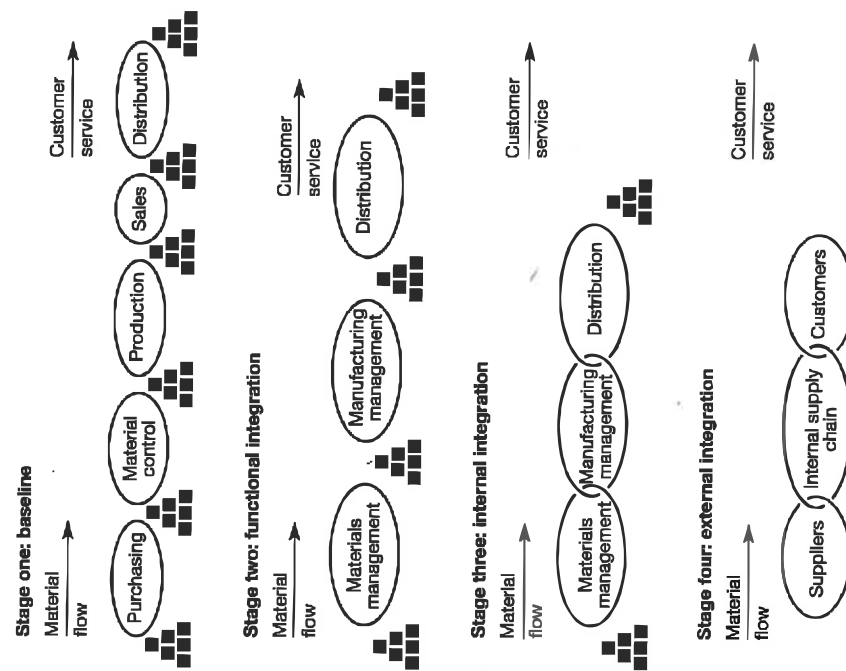 Stage one: baseline
Material
flow
Customer
service
Purchasing
Material
control
Production
Sales
Distribution
Stage two: functional integration
Material
flow
Customer
service
Materials
management
Manufacturing
management
Distribution
Stage three: internal integration
Material
flow
Customer
service
Materials
management
Manufacturing
management
Distribution
Stage four: external integration
Material
flow
Customer
service
Suppliers
Internal supply
chain
Customers